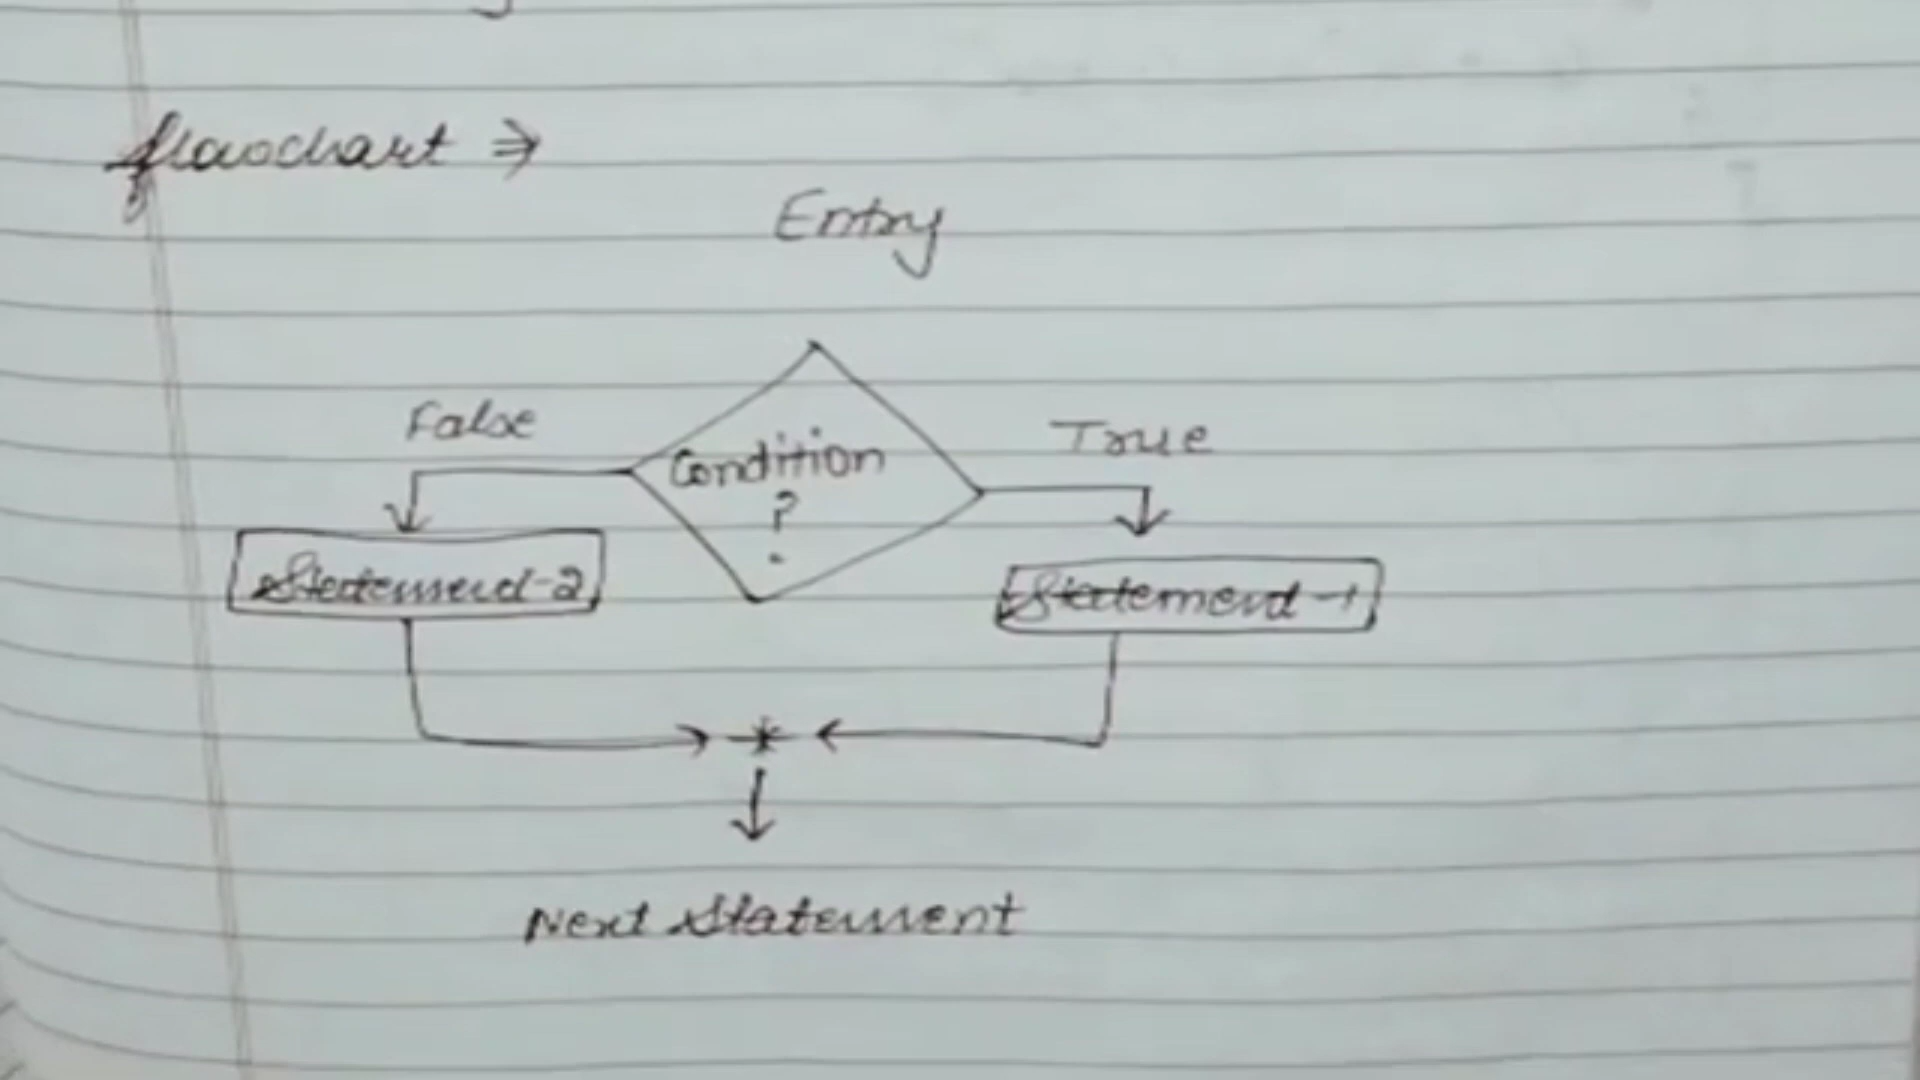 flowchart ⇒
Entry
False
True
Condition
?
Statement-2
Statement-1
*
Next Statement